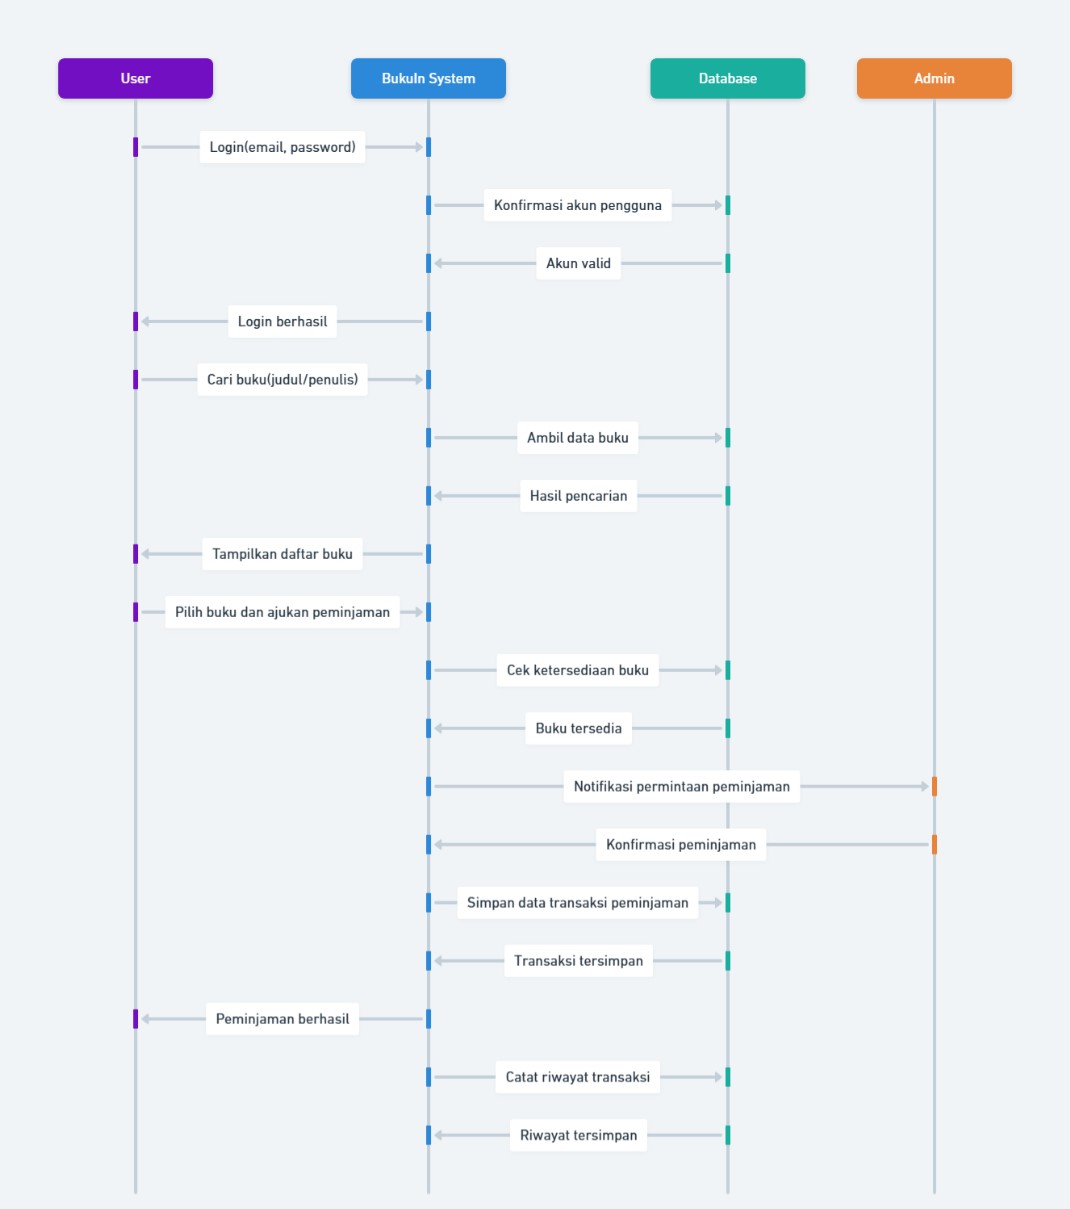 User
BukuIn System
Database
Admin
Login(email, password)
Konfirmasi akun pengguna
Akun valid
Login berhasil
Cari buku(judul/penulis)
Ambil data buku
Hasil pencarian
Tampilkan daftar buku
Pilih buku dan ajukan peminjaman
Cek ketersediaan buku
Buku tersedia
Notifikasi permintaan peminjaman
Konfirmasi peminjaman
Simpan data transaksi peminjaman
Transaksi tersimpan
Peminjaman berhasil
Catat riwayat transaksi
Riwayat tersimpan